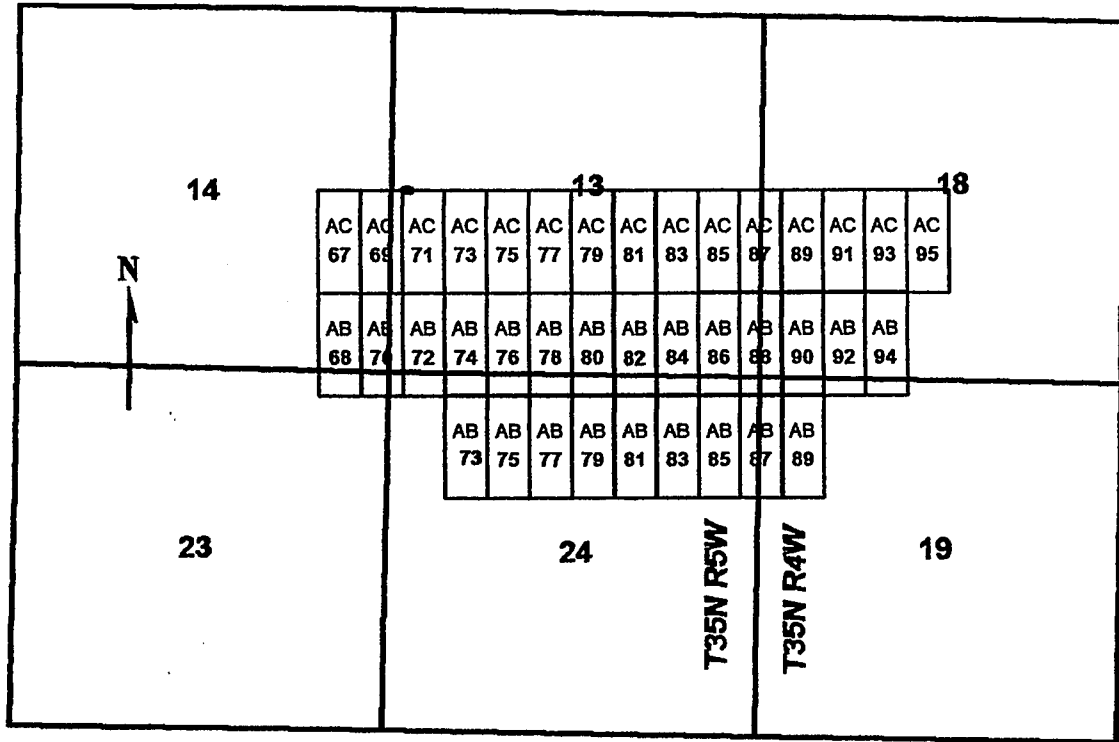 14
13
18
N
AC AC AC AC AC AC AC AC AC AC AC AC AC AC AC
67 69 71 73 75 77 79 81 83 85 87 89 91 93 95
AB AB AB AB AB AB AB AB AB AB AB AB AB AB
68 70 72 74 76 78 80 82 84 86 88 90 92 94
AB AB AB AB AB AB AB AB AB
73 75 77 79 81 83 85 87 89
23
24
19
T35N R5W
T35N R4W